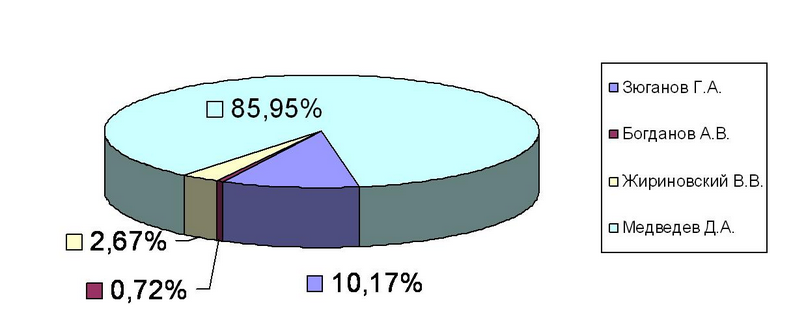 85,95%
2,67%
0,72%
10,17%
Зюганов Г.А.
Богданов А.В.
Жириновский В.В.
Медведев Д.А.